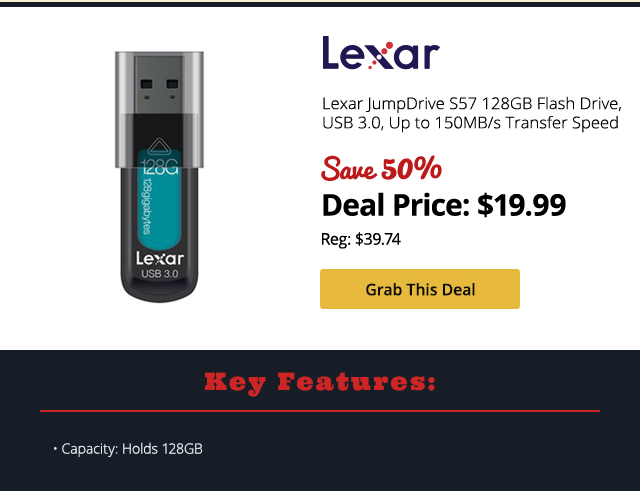 Lexar
Lexar JumpDrive S57 128GB Flash Drive,
USB 3.0, Up to 150MB/s Transfer Speed
Save 50%
Deal Price: $19.99
Reg: $39.74
Grab This Deal
128G
128gigabytes
Lexar
USB 3.0
Key Features:
• Capacity: Holds 128GB